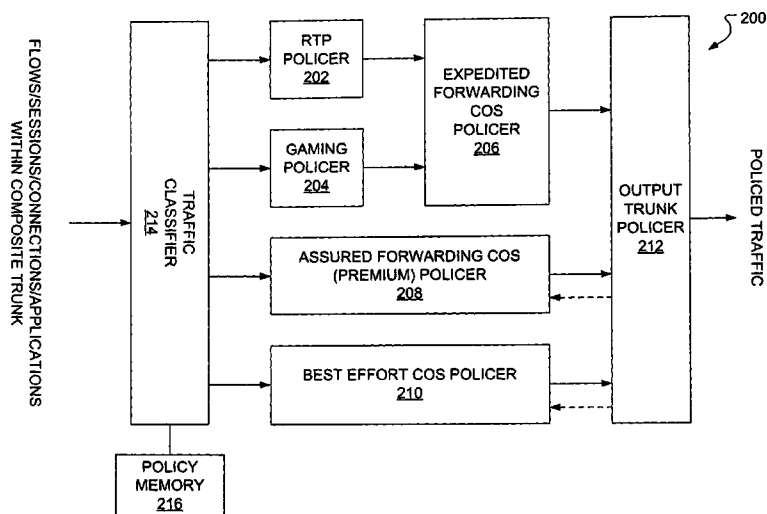 200
FLOWS/SESSIONS/CONNECTIONS/APPLICATIONS
WITHIN COMPOSITE TRUNK
TRAFFIC
CLASSIFIER
214
RTP
POLICER
202
GAMING
POLICER
204
EXPEDITED
FORWARDING
COS
POLICER
206
ASSURED FORWARDING COS
(PREMIUM) POLICER
208
BEST EFFORT COS POLICER
210
OUTPUT
TRUNK
POLICER
212
POLICED TRAFFIC
POLICY
MEMORY
216